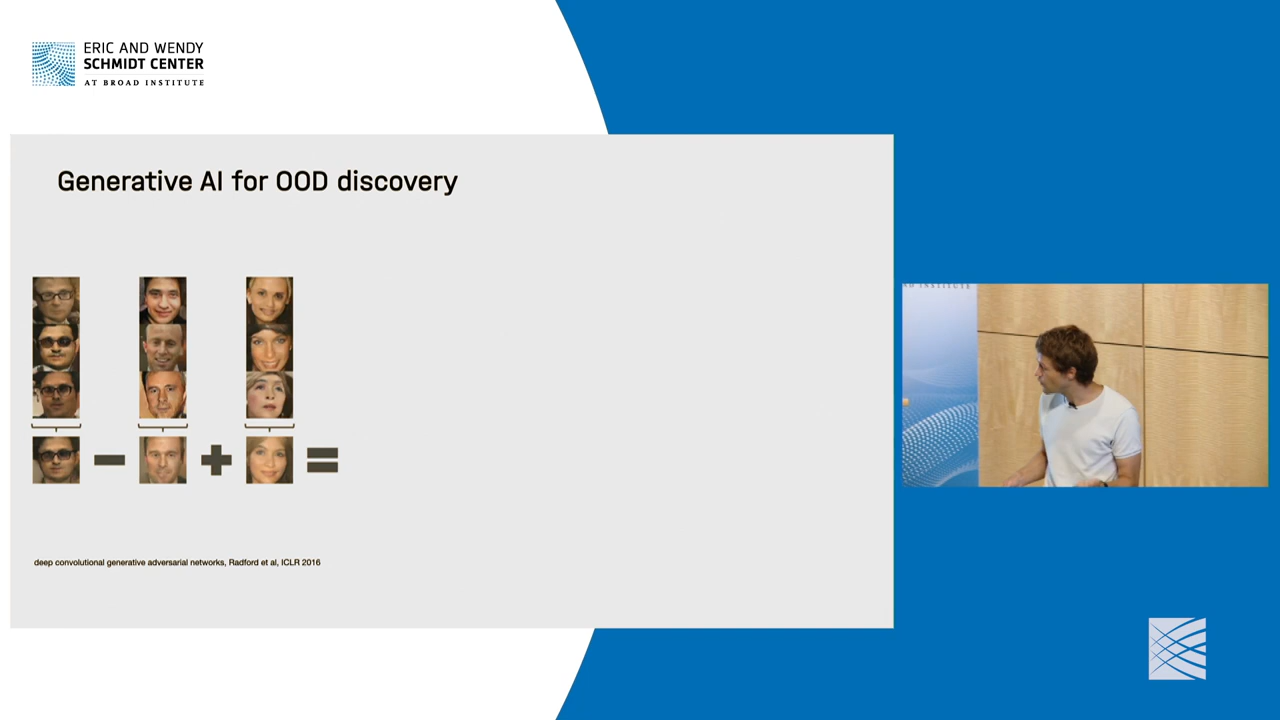 ERIC AND WENDY
SCHMIDT CENTER
AT BROAD INSTITUTE
Generative AI for OOD discovery
deep convolutional generative adversarial networks, Radford et al, ICLR 2016
INSTITUTE